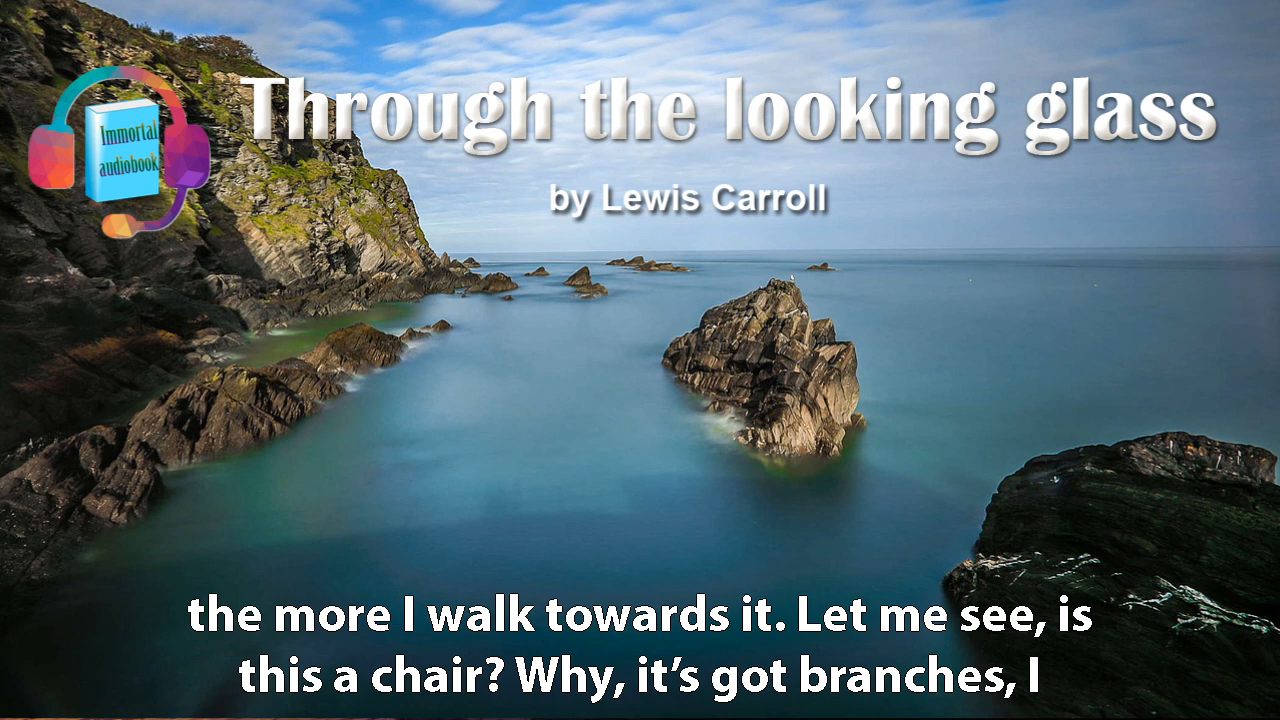 Immortal
audiobook
Through the looking glass
by Lewis Carroll
the more I walk towards it. Let me see, is
this a chair? Why, it’s got branches, I